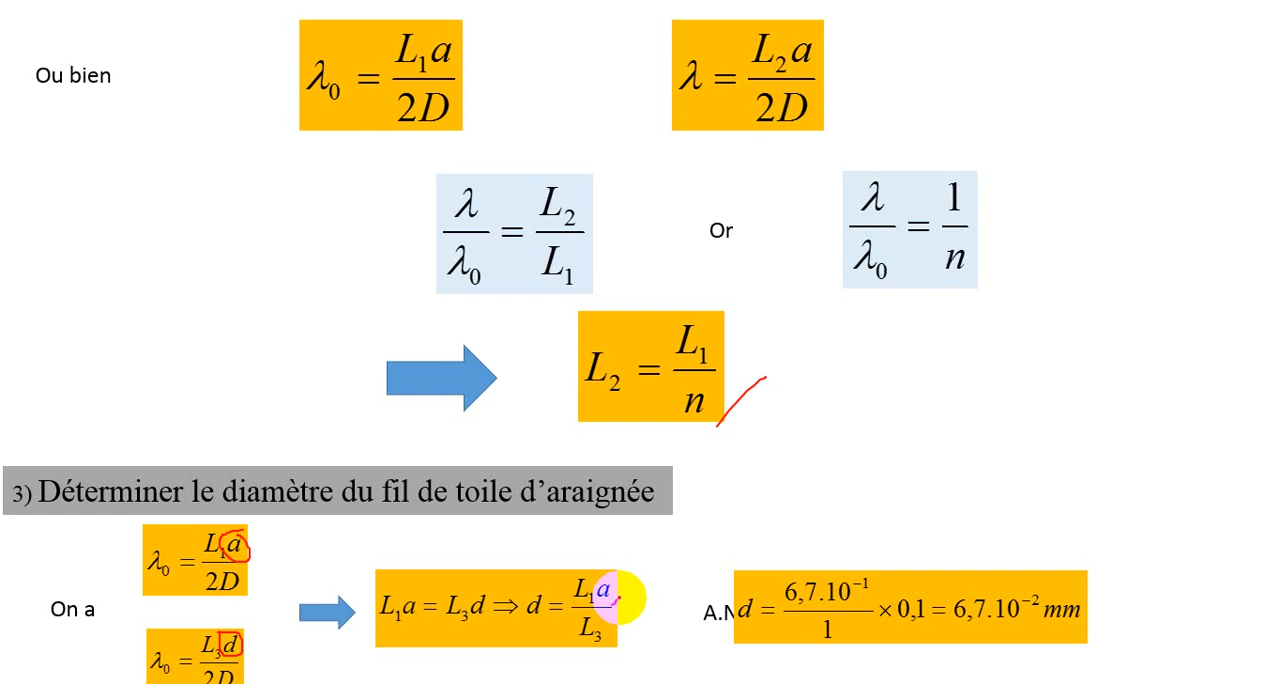 Ou bien
λ₀ = L₁a / 2D
λ = L₂a / 2D
λ / λ₀ = L₂ / L₁
Or
λ / λ₀ = 1 / n
L₂ = L₁ / n
3) Déterminer le diamètre du fil de toile d’araignée
On a
λ₀ = L₁a / 2D
λ₀ = L₃d / 2D
L₁a = L₃d ⇒ d = L₁a / L₃
A.N d = 6,7.10⁻¹ / 1 × 0,1 = 6,7.10⁻² mm